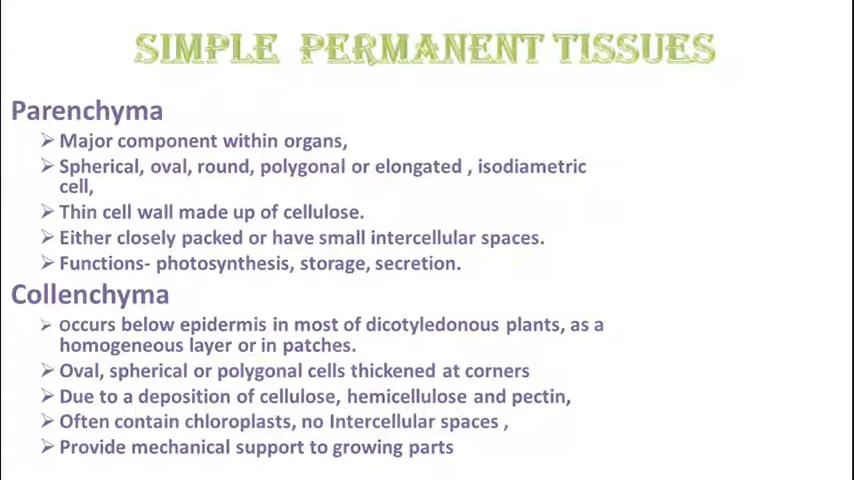 SIMPLE PERMANENT TISSUES
Parenchyma
➢ Major component within organs,
➢ Spherical, oval, round, polygonal or elongated , isodiametric
cell,
➢ Thin cell wall made up of cellulose.
➢ Either closely packed or have small intercellular spaces.
➢ Functions- photosynthesis, storage, secretion.
Collenchyma
➢ Occurs below epidermis in most of dicotyledonous plants, as a
homogeneous layer or in patches.
➢ Oval, spherical or polygonal cells thickened at corners
➢ Due to a deposition of cellulose, hemicellulose and pectin,
➢ Often contain chloroplasts, no Intercellular spaces ,
➢ Provide mechanical support to growing parts